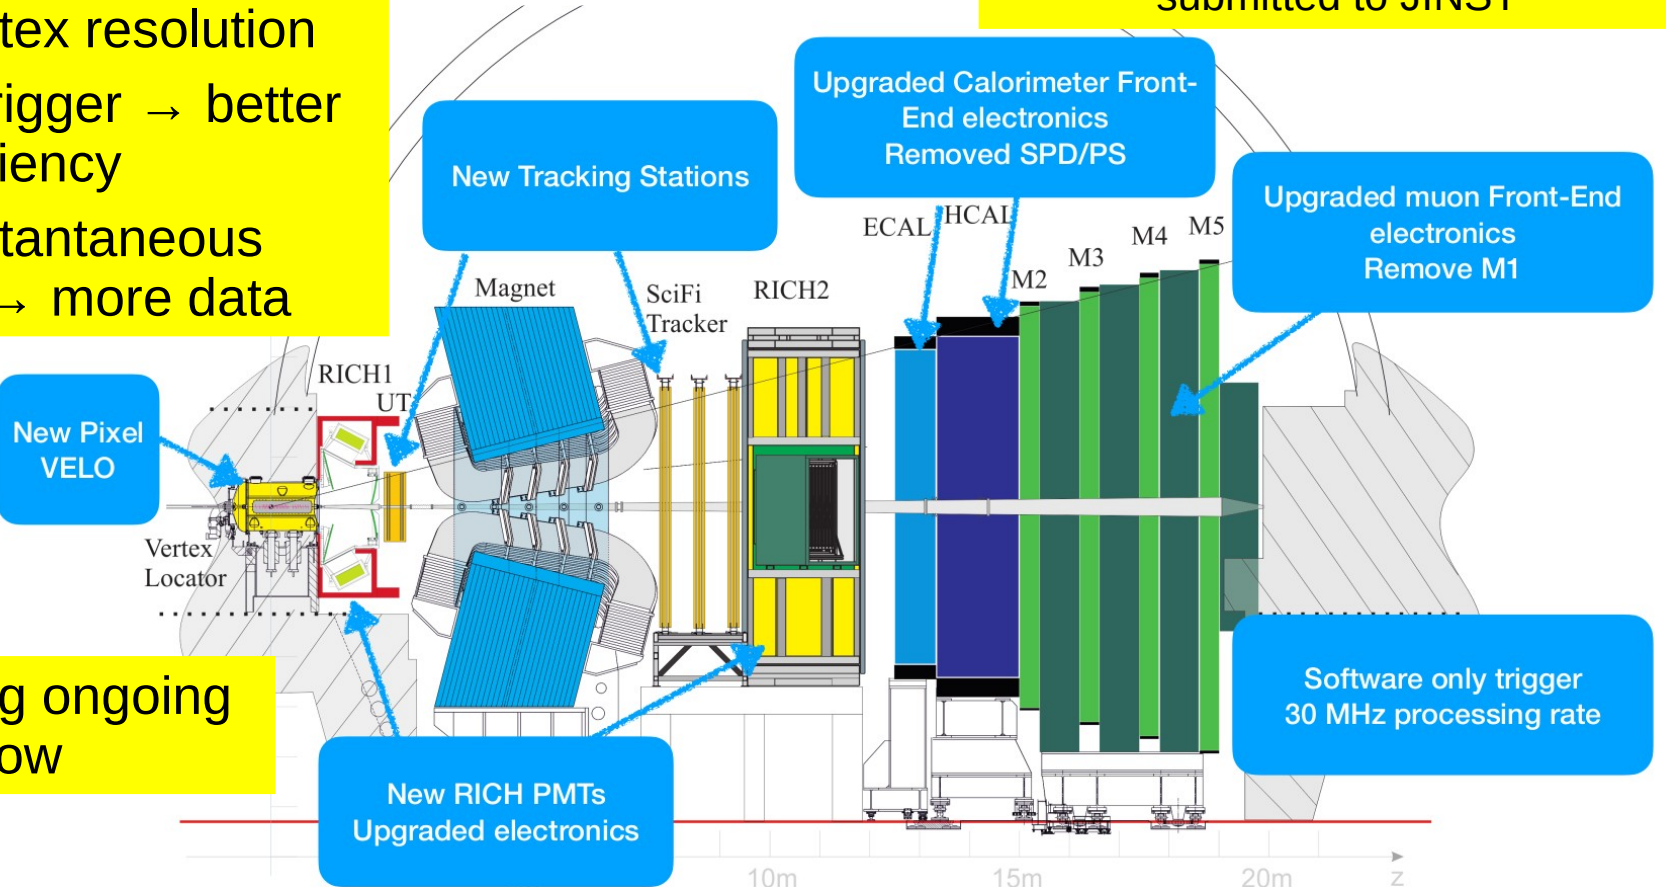 tex resolution
rigger → better
iency
tantaneous
→ more data
submitted to JINST
Upgraded Calorimeter Front-
End electronics
Removed SPD/PS
New Tracking Stations
Upgraded muon Front-End
electronics
Remove M1
ECAL
HCAL
M2
M3
M4
M5
Magnet
SciFi
Tracker
RICH2
RICH1
UT
New Pixel
VELO
Vertex
Locator
g ongoing
ow
New RICH PMTs
Upgraded electronics
Software only trigger
30 MHz processing rate
10m
15m
20m
z